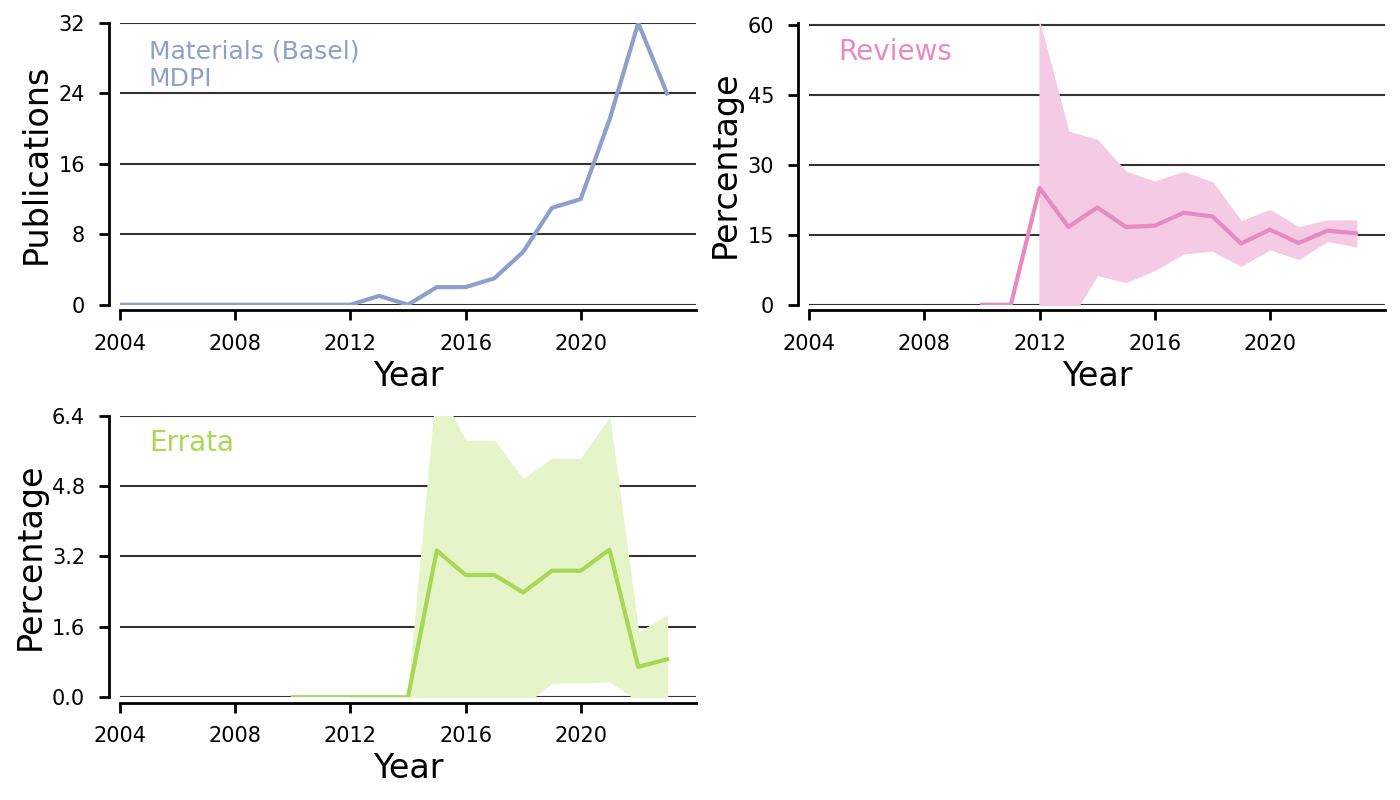 Publications
32
24
16
8
0
Materials (Basel)
MDPI
2004 2008 2012 2016 2020
Year
Percentage
60
45
30
15
0
Reviews
2004 2008 2012 2016 2020
Year
Percentage
6.4
4.8
3.2
1.6
0.0
Errata
2004 2008 2012 2016 2020
Year